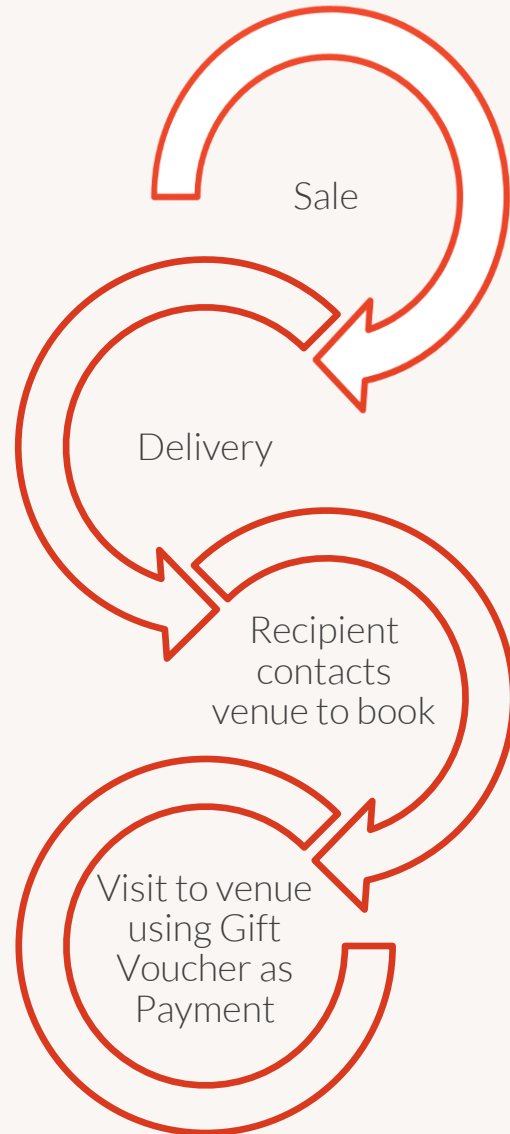 Sale
Delivery
Recipient
contacts
venue to book
Visit to venue
using Gift
Voucher as
Payment